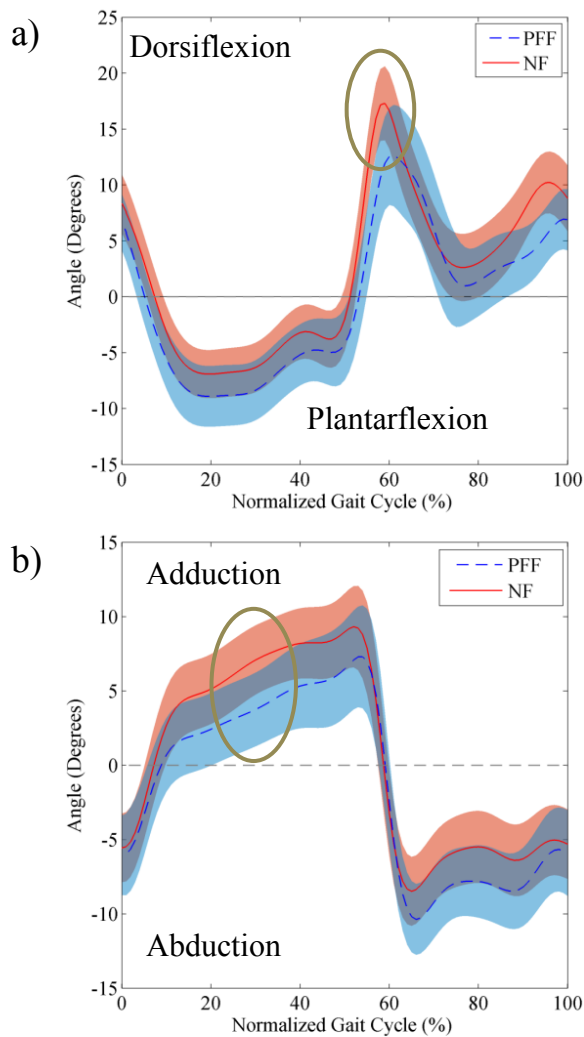 a)
Dorsiflexion
PFF
NF
25
20
15
10
5
0
-5
-10
-15
Angle (Degrees)
Plantarflexion
0 20 40 60 80 100
Normalized Gait Cycle (%)
b)
Adduction
PFF
NF
15
10
5
0
-5
-10
-15
Angle (Degrees)
Abduction
0 20 40 60 80 100
Normalized Gait Cycle (%)